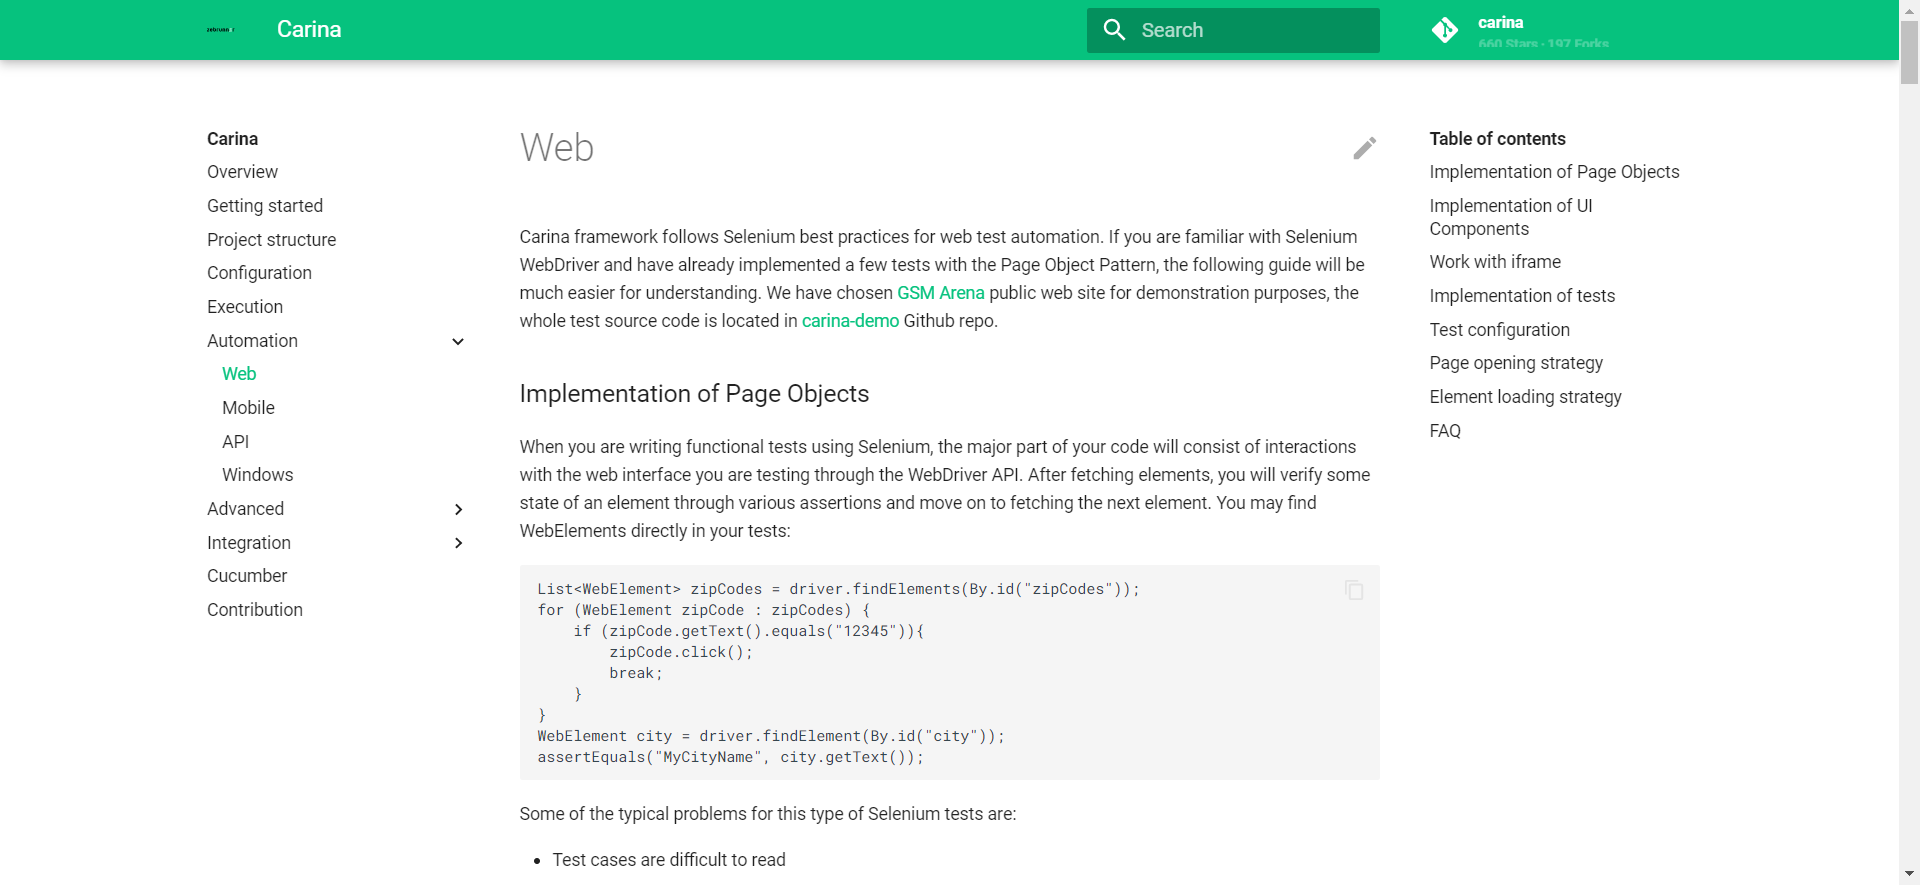 zebrunner
Carina
Search
carina
660 Stars · 197 Forks
Carina
Overview
Getting started
Project structure
Configuration
Execution
Automation
Web
Mobile
API
Windows
Advanced
Integration
Cucumber
Contribution
Web
Carina framework follows Selenium best practices for web test automation. If you are familiar with Selenium
WebDriver and have already implemented a few tests with the Page Object Pattern, the following guide will be
much easier for understanding. We have chosen GSM Arena public web site for demonstration purposes, the
whole test source code is located in carina-demo Github repo.
Implementation of Page Objects
When you are writing functional tests using Selenium, the major part of your code will consist of interactions
with the web interface you are testing through the WebDriver API. After fetching elements, you will verify some
state of an element through various assertions and move on to fetching the next element. You may find
WebElements directly in your tests:
List<WebElement> zipCodes = driver.findElements(By.id("zipCodes"));
for (WebElement zipCode : zipCodes) {
    if (zipCode.getText().equals("12345")){
        zipCode.click();
        break;
    }
}
WebElement city = driver.findElement(By.id("city"));
assertEquals("MyCityName", city.getText());
Some of the typical problems for this type of Selenium tests are:
• Test cases are difficult to read
Table of contents
Implementation of Page Objects
Implementation of UI
Components
Work with iframe
Implementation of tests
Test configuration
Page opening strategy
Element loading strategy
FAQ